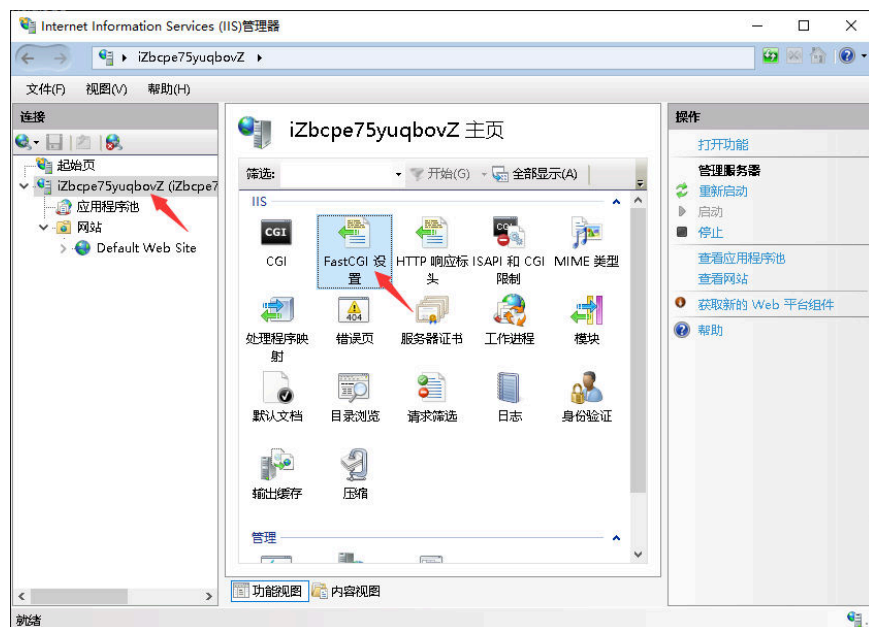 Internet Information Services (IIS)管理器
iZbcpe75yuqbovZ
文件(F) 视图(V) 帮助(H)
连接
起始页
iZbcpe75yuqbovZ (iZbcpe7
应用程序池
网站
Default Web Site
iZbcpe75yuqbovZ 主页
筛选: 开始(G) 全部显示(A)
IIS
CGI
CGI
FastCGI 设
置
HTTP 响应标
头
ISAPI 和 CGI
限制
MIME 类型
处理程序映
射
404
错误页
服务器证书
工作进程
模块
默认文档
目录浏览
请求筛选
日志
身份验证
输出缓存
压缩
管理
功能视图 内容视图
操作
打开功能
管理服务器
重新启动
启动
停止
查看应用程序池
查看网站
获取新的 Web 平台组件
帮助
就绪